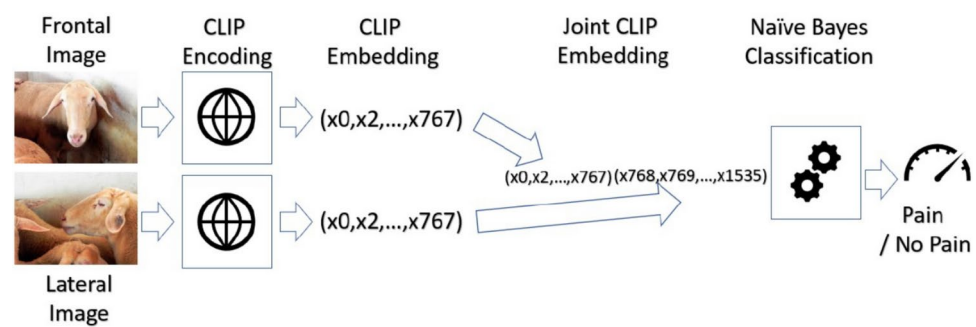 Frontal
Image
CLIP
Encoding
CLIP
Embedding
Joint CLIP
Embedding
Naïve Bayes
Classification
(x0,x2,...,x767)
(x0,x2,...,x767) (x768,x769,...,x1535)
(x0,x2,...,x767)
Pain
/ No Pain
Lateral
Image